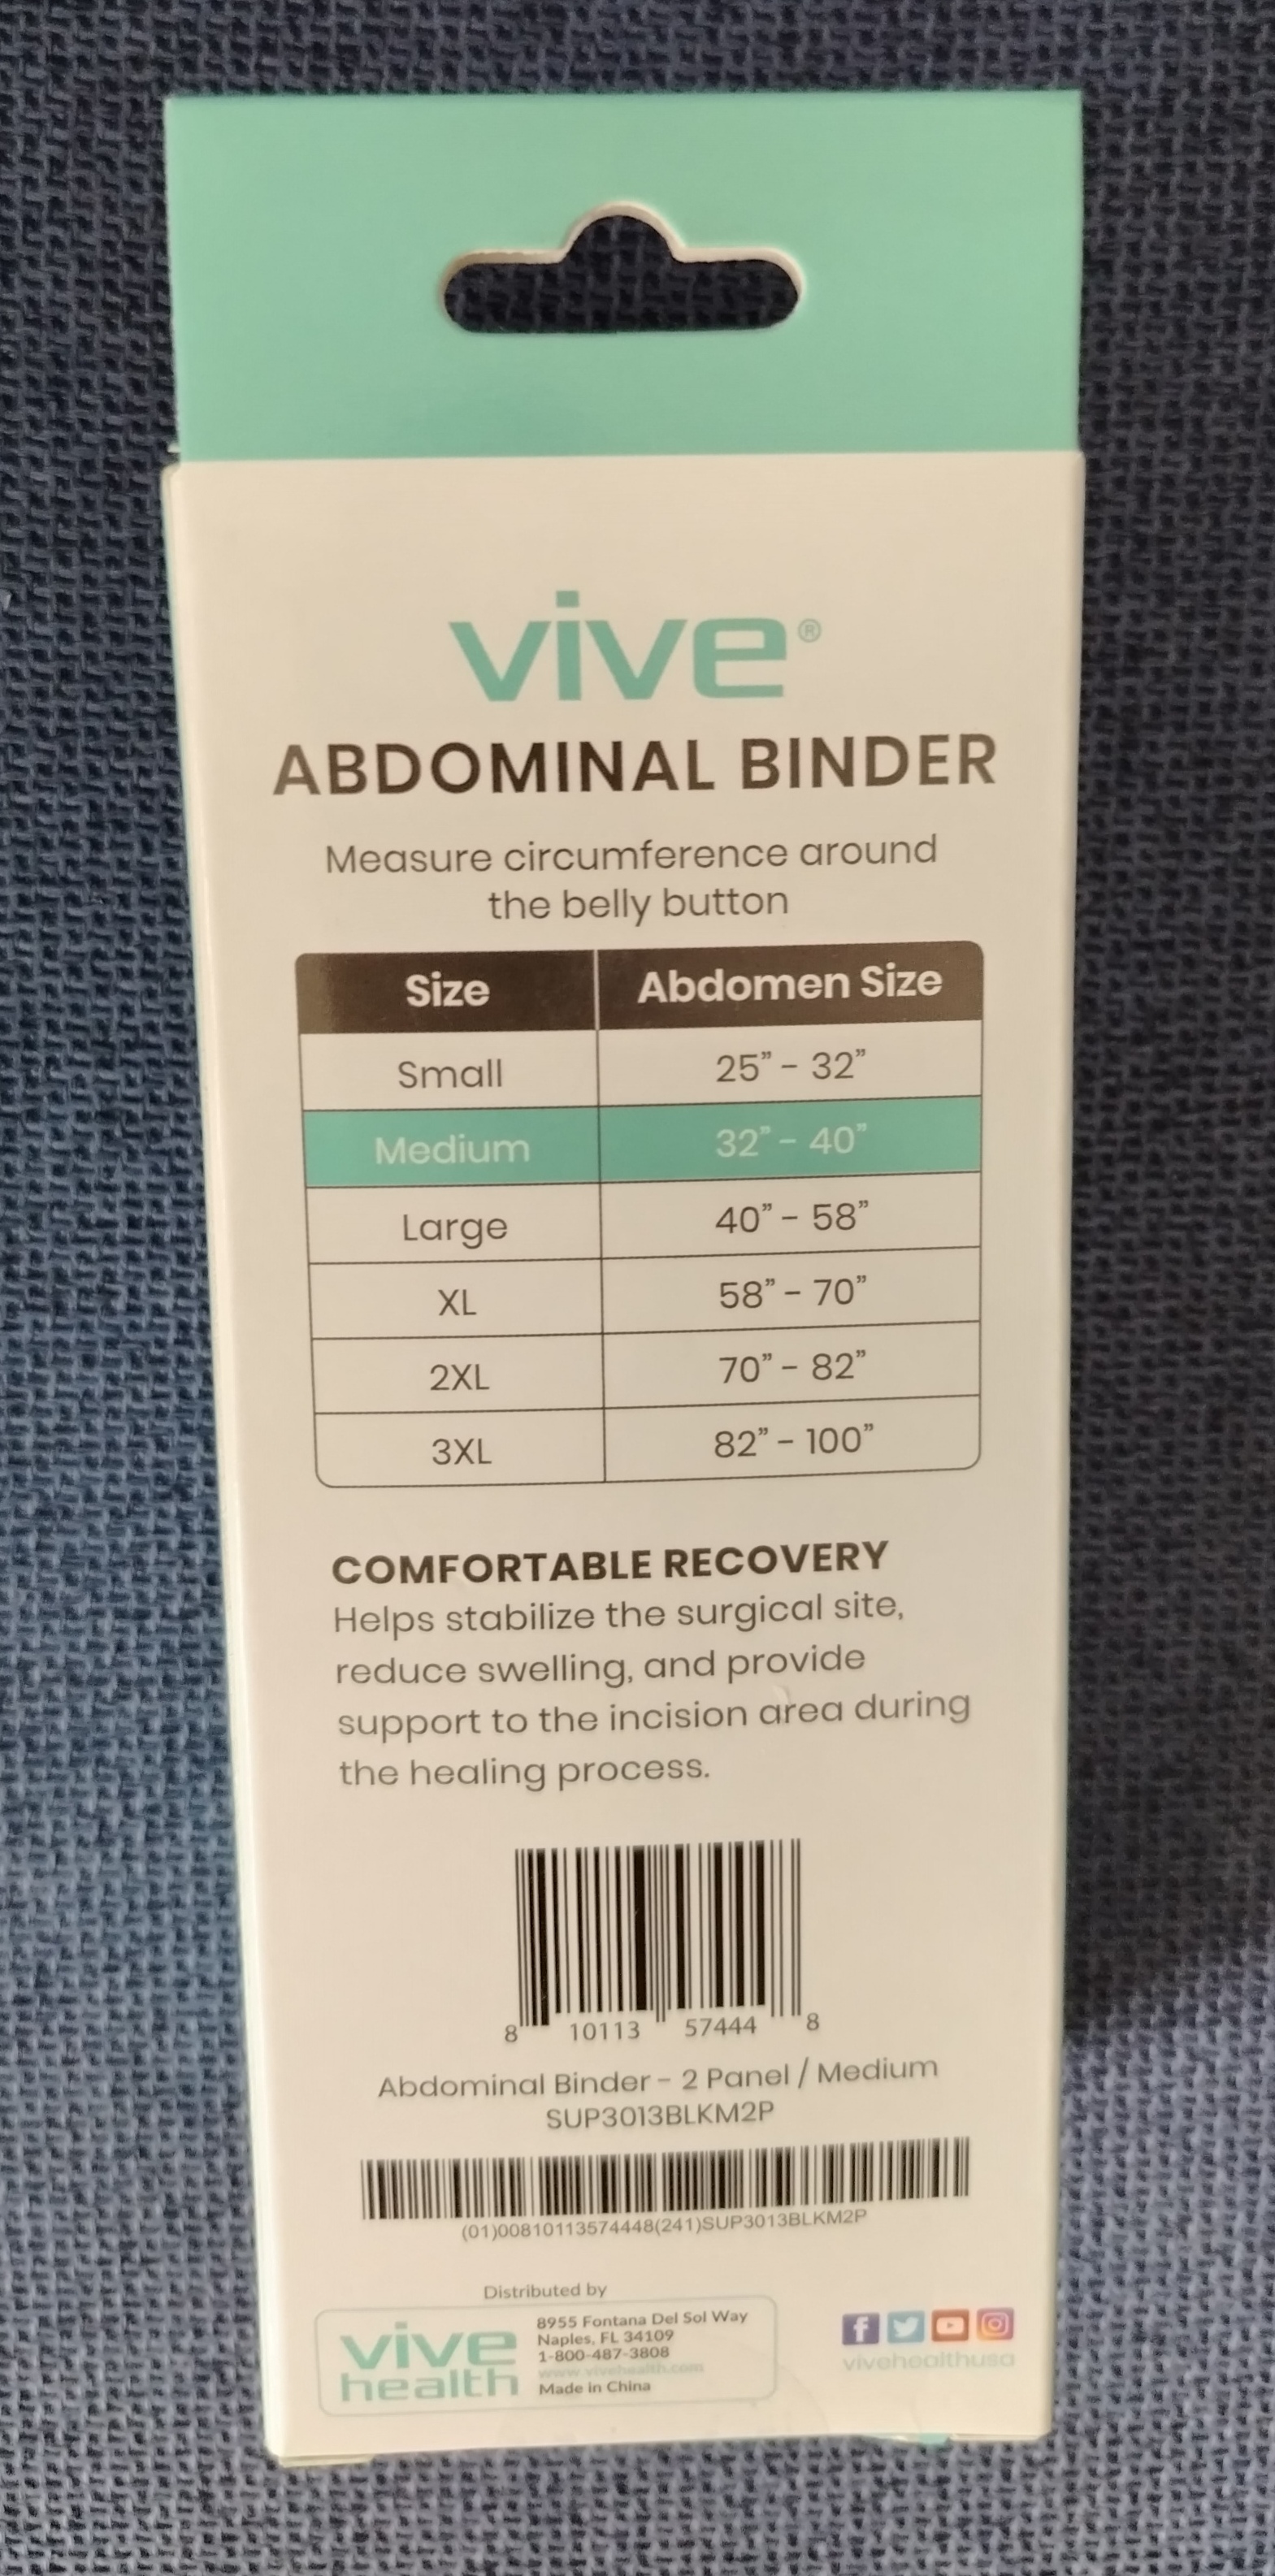 vive®
ABDOMINAL BINDER
Measure circumference around
the belly button
Size Abdomen Size
Small 25” - 32”
Medium 32” - 40”
Large 40” - 58”
XL 58” - 70”
2XL 70” - 82”
3XL 82” - 100”
COMFORTABLE RECOVERY
Helps stabilize the surgical site,
reduce swelling, and provide
support to the incision area during
the healing process.
8 10113 57444 8
Abdominal Binder - 2 Panel / Medium
SUP3013BLKM2P
(01)00810113574448(241)SUP3013BLKM2P
Distributed by
vive
health
8955 Fontana Del Sol Way
Naples, FL 34109
1-800-487-3808
www.vivehealth.com
Made in China
vivehealthusa